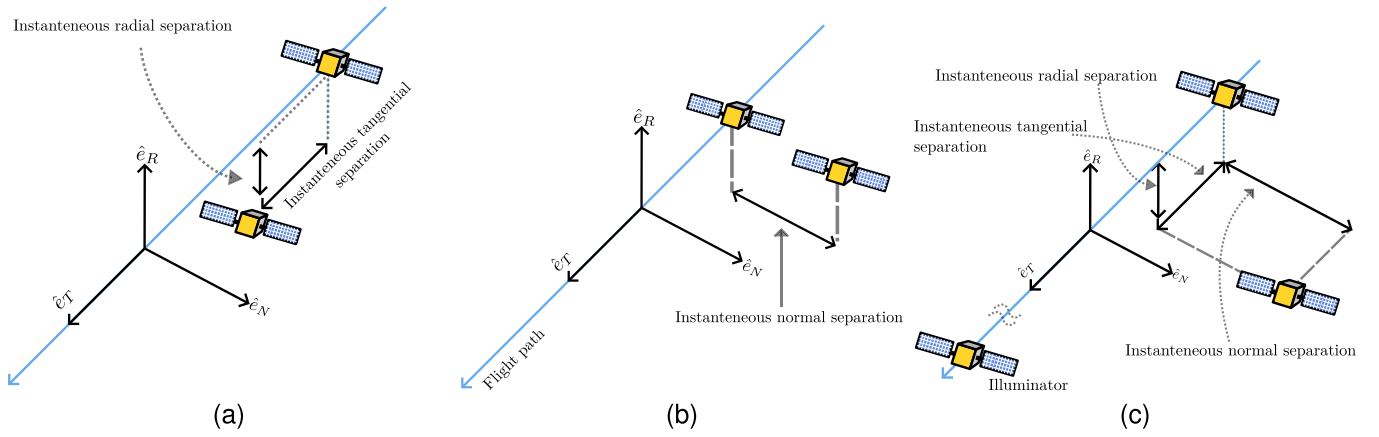 Instanteneous radial separation
Instanteneous tangential
separation
ê_R
ê_T
ê_N
(a)
ê_R
ê_T
ê_N
Instanteneous normal separation
Flight path
(b)
Instanteneous radial separation
Instanteneous tangential
separation
ê_R
ê_T
ê_N
Instanteneous normal separation
Illuminator
(c)